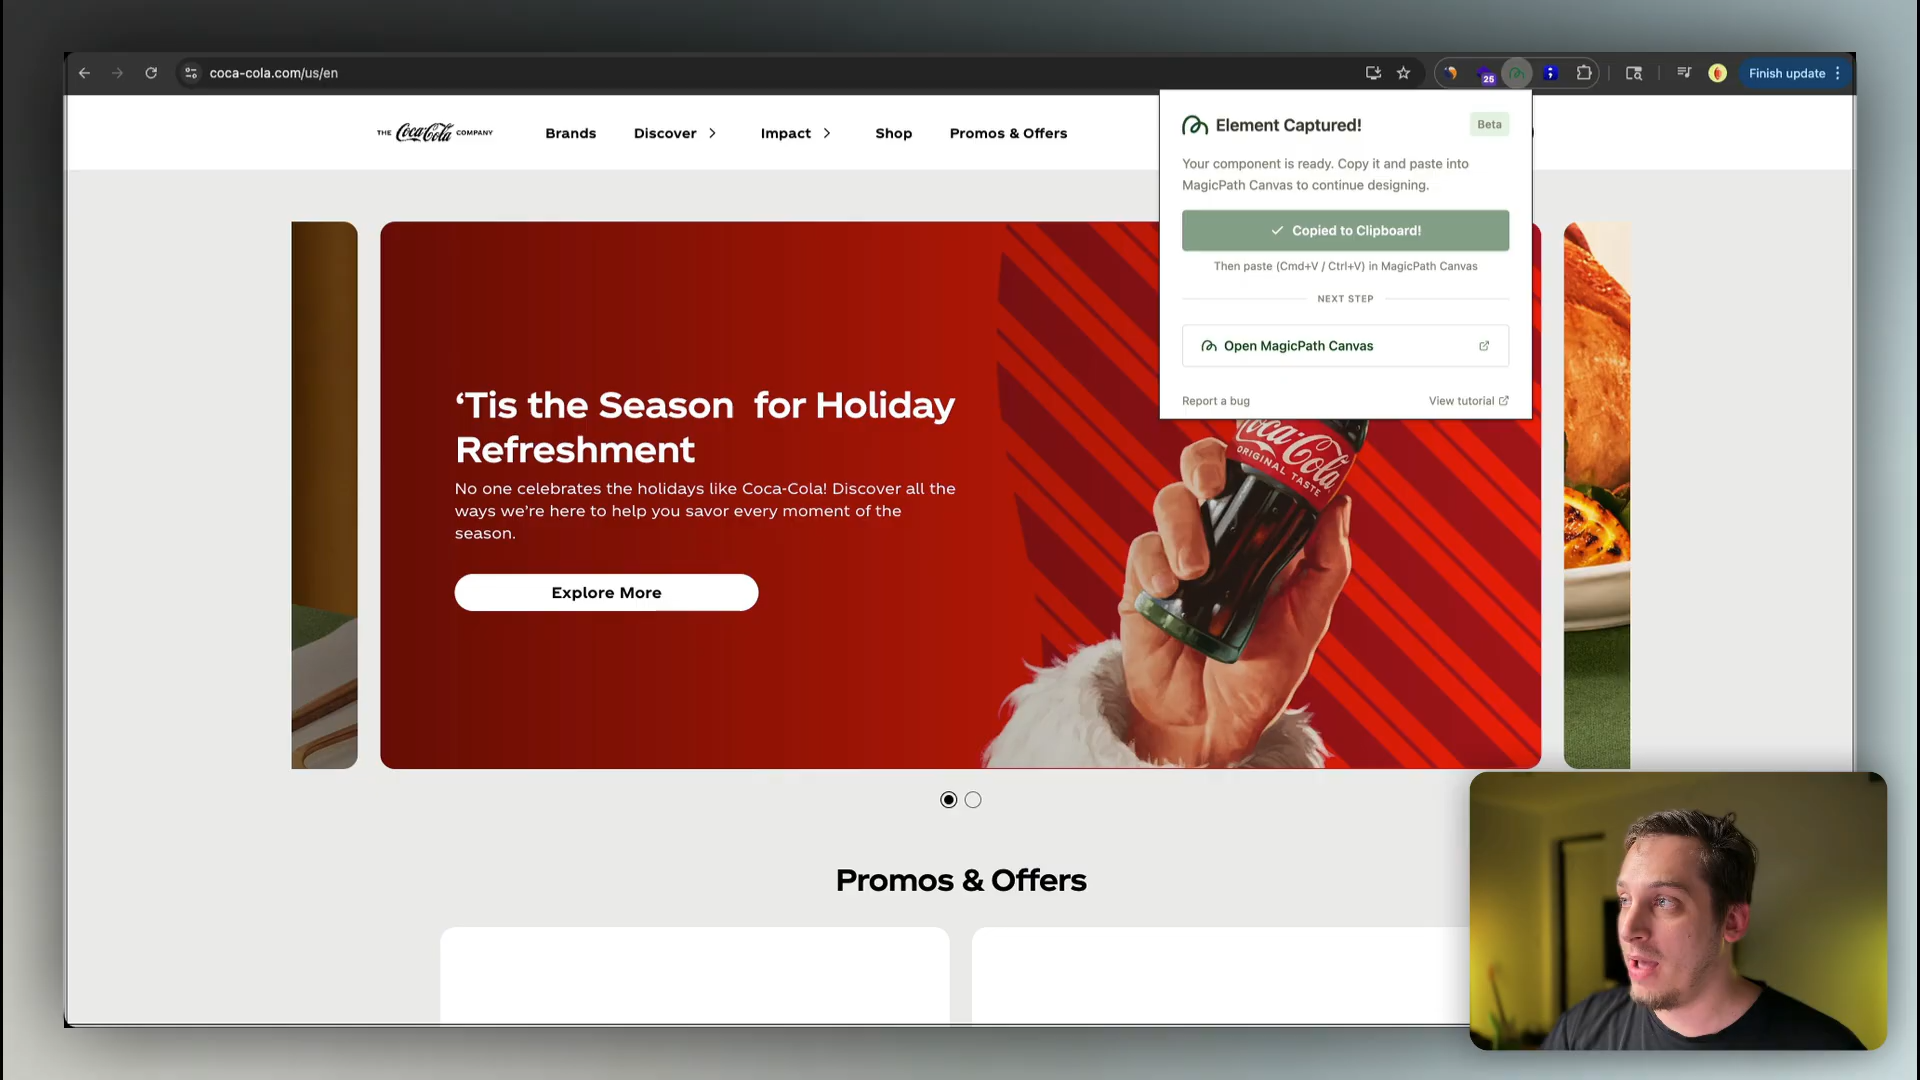 coca-cola.com/us/en
25
Finish update
THE Coca-Cola COMPANY
Brands
Discover
Impact
Shop
Promos & Offers
Element Captured!
Beta
Your component is ready. Copy it and paste into
MagicPath Canvas to continue designing.
Copied to Clipboard!
Then paste (Cmd+V / Ctrl+V) in MagicPath Canvas
NEXT STEP
Open MagicPath Canvas
Report a bug
View tutorial
‘Tis the Season for Holiday
Refreshment
No one celebrates the holidays like Coca-Cola! Discover all the
ways we’re here to help you savor every moment of the
season.
Explore More
Coca-Cola
ORIGINAL TASTE
Promos & Offers